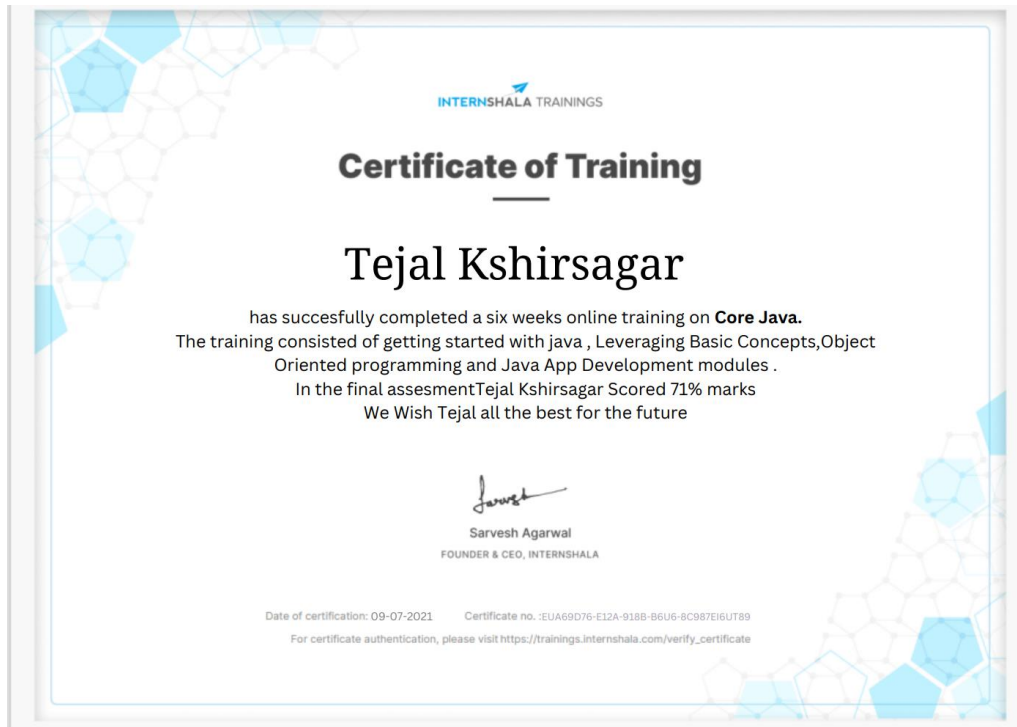 INTERNSHALA TRAININGS
Certificate of Training
Tejal Kshirsagar
has succesfully completed a six weeks online training on Core Java.
The training consisted of getting started with java , Leveraging Basic Concepts,Object
Oriented programming and Java App Development modules .
In the final assesmentTejal Kshirsagar Scored 71% marks
We Wish Tejal all the best for the future
Sarvesh
Sarvesh Agarwal
FOUNDER & CEO, INTERNSHALA
Date of certification: 09-07-2021 Certificate no. :EUA69D76-E12A-918B-B6U6-8C987EI6UT89
For certificate authentication, please visit https://trainings.internshala.com/verify_certificate